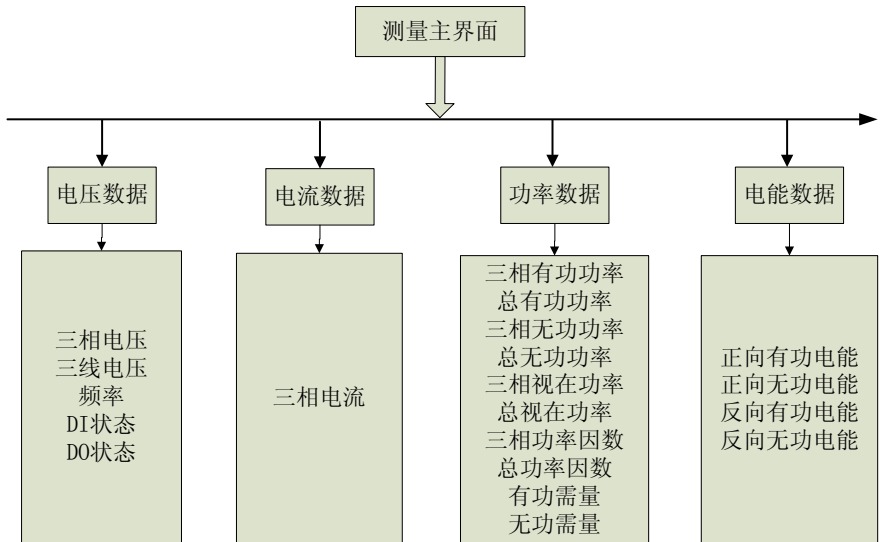 测量主界面
电压数据
电流数据
功率数据
电能数据
三相电压
三线电压
频率
DI状态
DO状态
三相电流
三相有功功率
总有功功率
三相无功功率
总无功功率
三相视在功率
总视在功率
三相功率因数
总功率因数
有功需量
无功需量
正向有功电能
正向无功电能
反向有功电能
反向无功电能